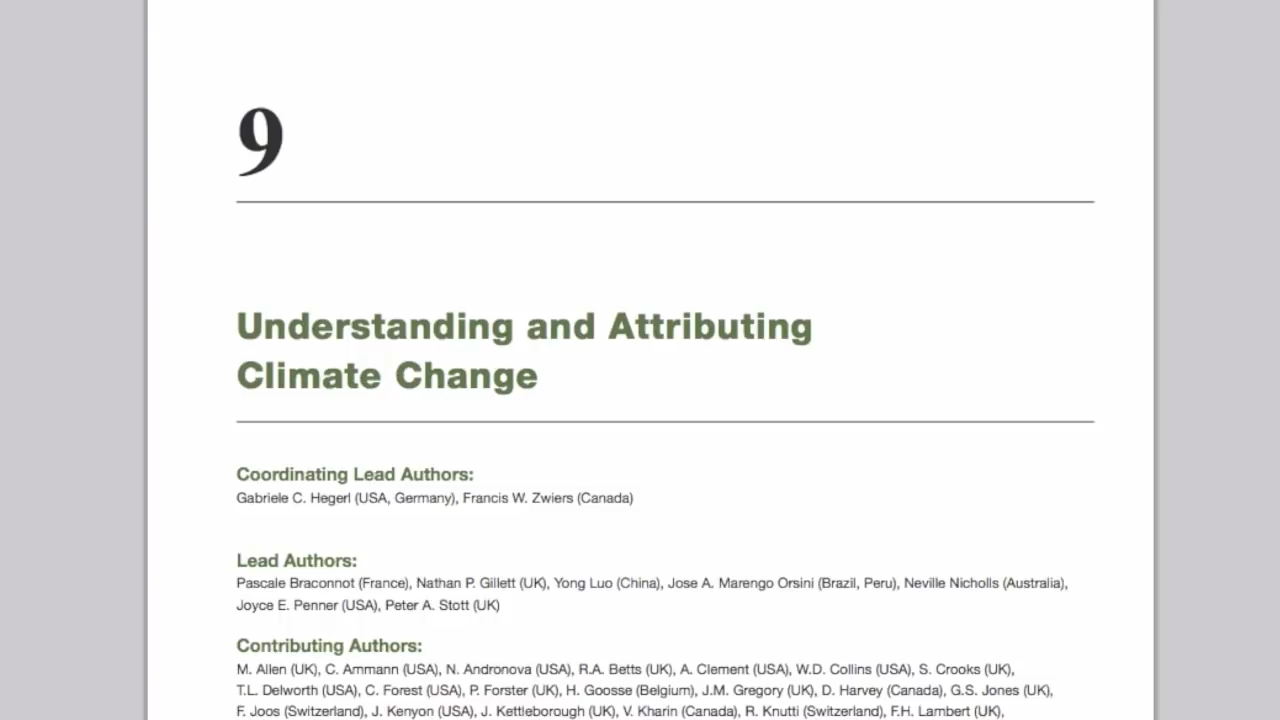 9
Understanding and Attributing
Climate Change
Coordinating Lead Authors:
Gabriele C. Hegerl (USA, Germany), Francis W. Zwiers (Canada)
Lead Authors:
Pascale Braconnot (France), Nathan P. Gillett (UK), Yong Luo (China), Jose A. Marengo Orsini (Brazil, Peru), Neville Nicholls (Australia),
Joyce E. Penner (USA), Peter A. Stott (UK)
Contributing Authors:
M. Allen (UK), C. Ammann (USA), N. Andronova (USA), R.A. Betts (UK), A. Clement (USA), W.D. Collins (USA), S. Crooks (UK),
T.L. Delworth (USA), C. Forest (USA), P. Forster (UK), H. Goosse (Belgium), J.M. Gregory (UK), D. Harvey (Canada), G.S. Jones (UK),
F. Joos (Switzerland), J. Kenyon (USA), J. Kettleborough (UK), V. Kharin (Canada), R. Knutti (Switzerland), F.H. Lambert (UK),